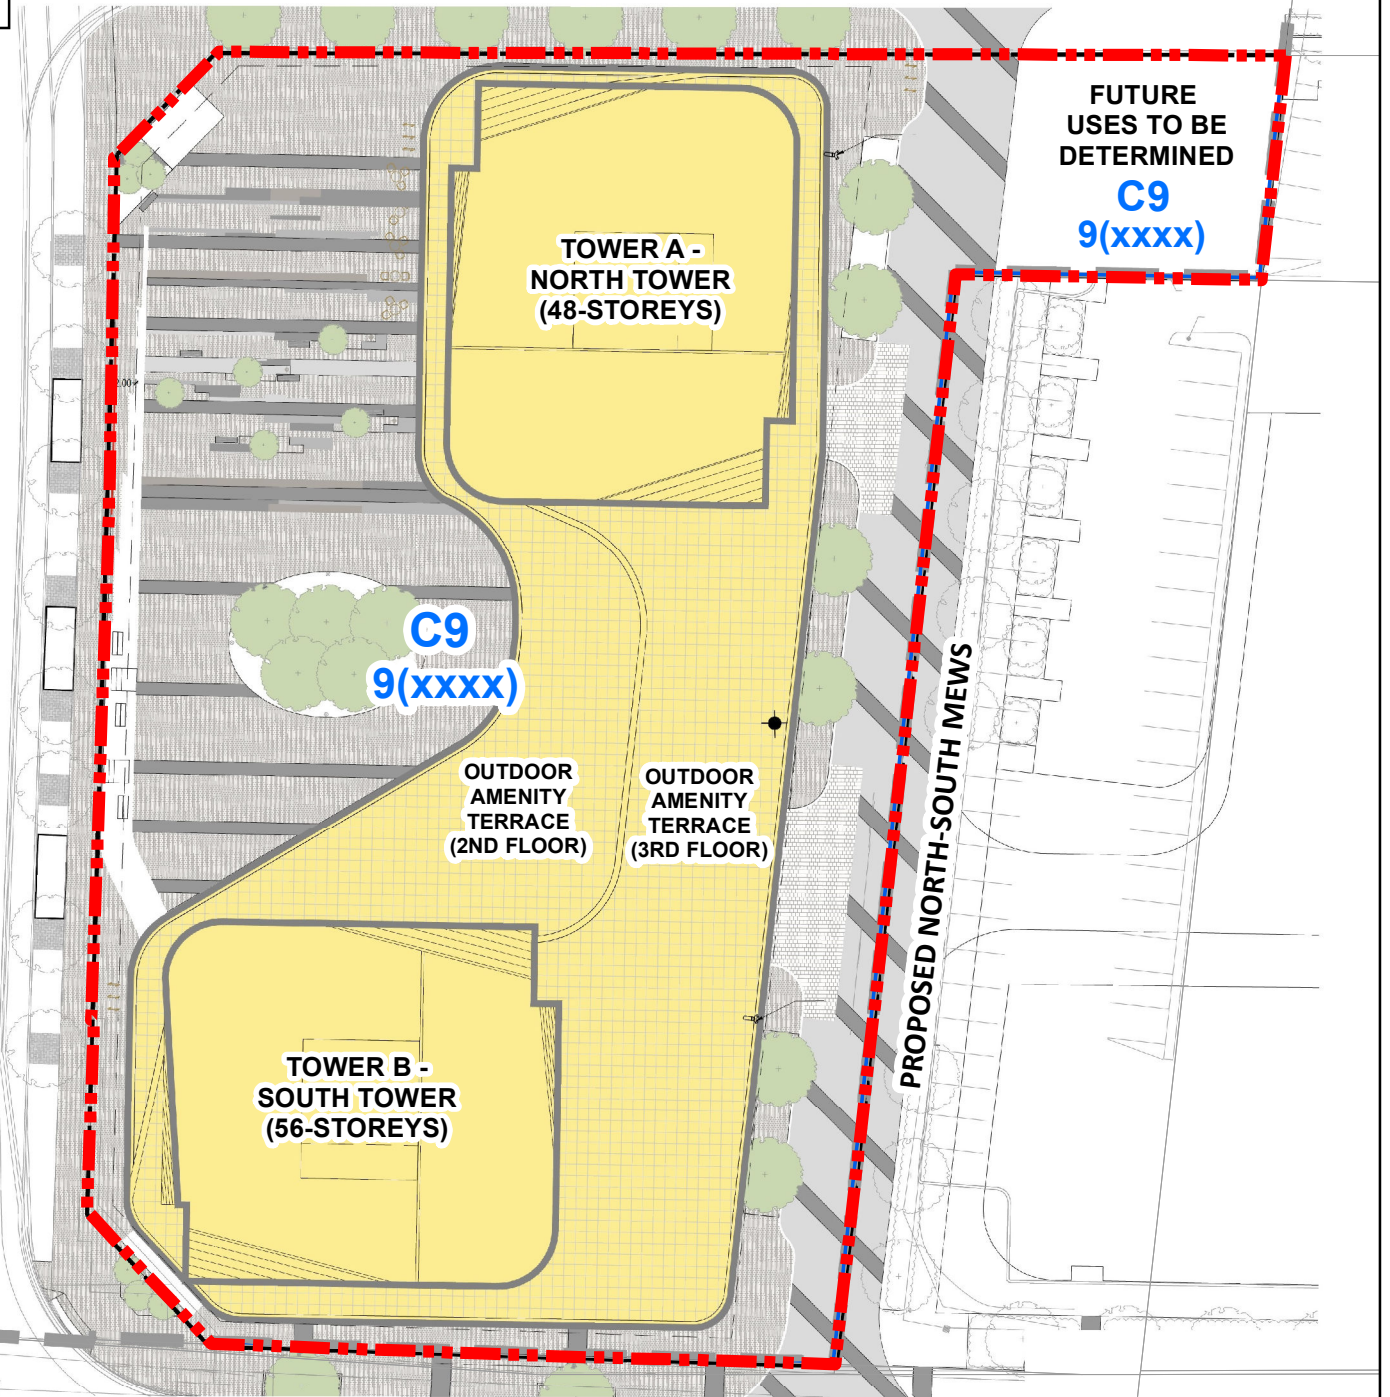 FUTURE
USES TO BE
DETERMINED
C9
9(xxxx)
TOWER A -
NORTH TOWER
(48-STOREYS)
C9
9(xxxx)
OUTDOOR
AMENITY
TERRACE
(2ND FLOOR)
OUTDOOR
AMENITY
TERRACE
(3RD FLOOR)
PROPOSED NORTH-SOUTH MEWS
TOWER B -
SOUTH TOWER
(56-STOREYS)